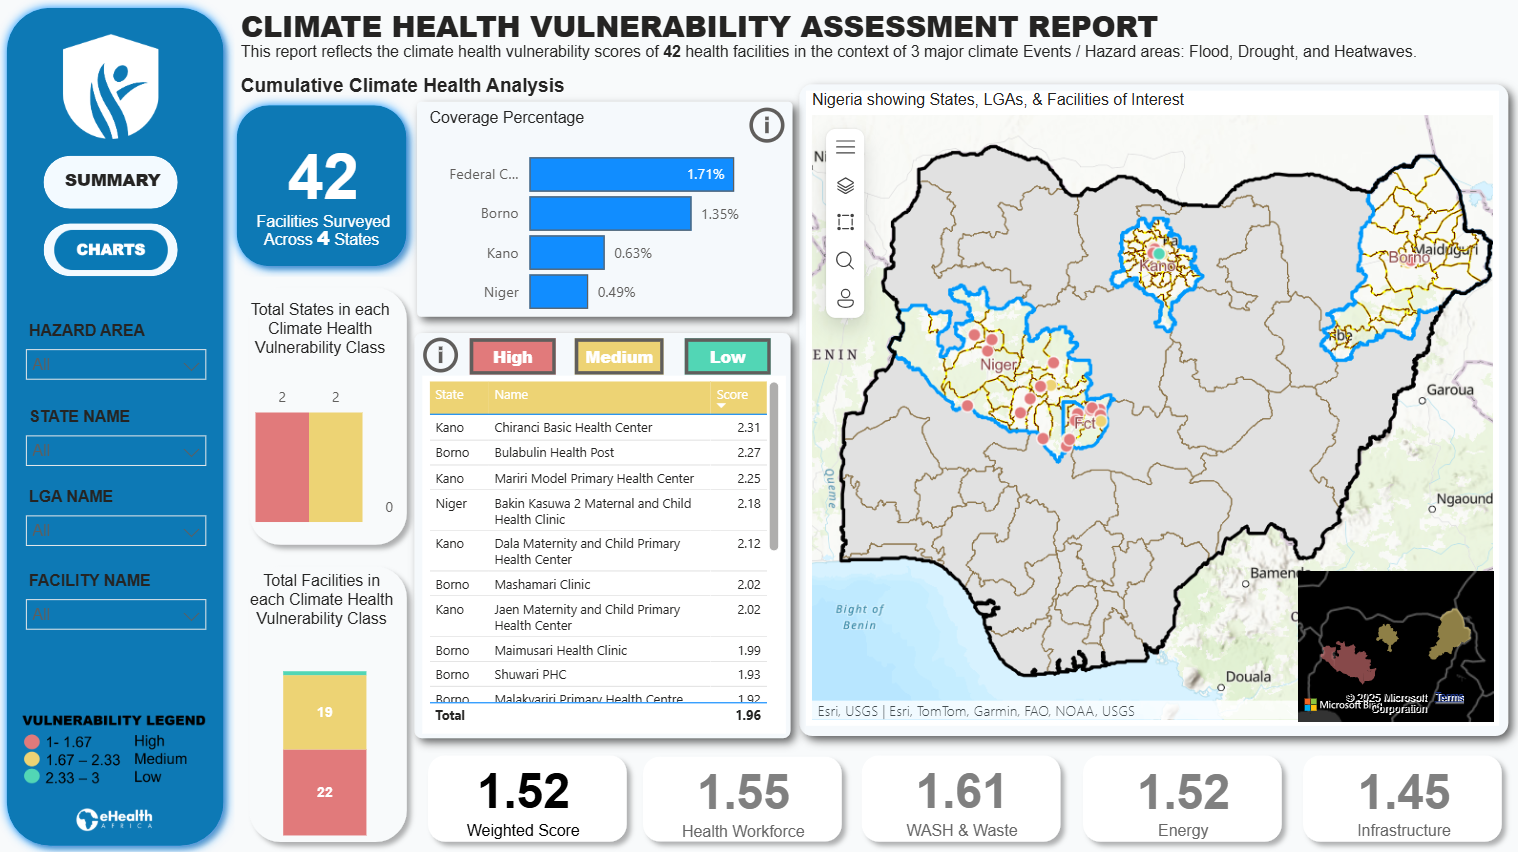 CLIMATE HEALTH VULNERABILITY ASSESSMENT REPORT
This report reflects the climate health vulnerability scores of 42 health facilities in the context of 3 major climate Events / Hazard areas: Flood, Drought, and Heatwaves.
Cumulative Climate Health Analysis
SUMMARY
CHARTS
HAZARD AREA
All
STATE NAME
All
LGA NAME
All
FACILITY NAME
All
VULNERABILITY LEGEND
1- 1.67 High
1.67 – 2.33 Medium
2.33 – 3 Low
eHealth
AFRICA
42
Facilities Surveyed
Across 4 States
Total States in each
Climate Health
Vulnerability Class
2 2
0
Total Facilities in
each Climate Health
Vulnerability Class
19
22
Coverage Percentage
Federal C... 1.71%
Borno 1.35%
Kano 0.63%
Niger 0.49%
High Medium Low
State Name Score
Kano Chiranci Basic Health Center 2.31
Borno Bulabulin Health Post 2.27
Kano Mariri Model Primary Health Center 2.25
Niger Bakin Kasuwa 2 Maternal and Child 2.18
Health Clinic
Kano Dala Maternity and Child Primary 2.12
Health Center
Borno Mashamari Clinic 2.02
Kano Jaen Maternity and Child Primary 2.02
Health Center
Borno Maimusari Health Clinic 1.99
Borno Shuwari PHC 1.93
Borno Malakyariri Primary Health Centre 1.92
Total 1.96
Nigeria showing States, LGAs, & Facilities of Interest
NI
Kano
Borno
Maiduguri
ENIN
Niger
Fct
Garoua
Queme
Ngaound
Bamend
Bight of
Benin
Douala
Esri, USGS | Esri, TomTom, Garmin, FAO, NOAA, USGS
Microsoft Bing
© 2025 Microsoft
Corporation
Terms
1.52
Weighted Score
1.55
Health Workforce
1.61
WASH & Waste
1.52
Energy
1.45
Infrastructure